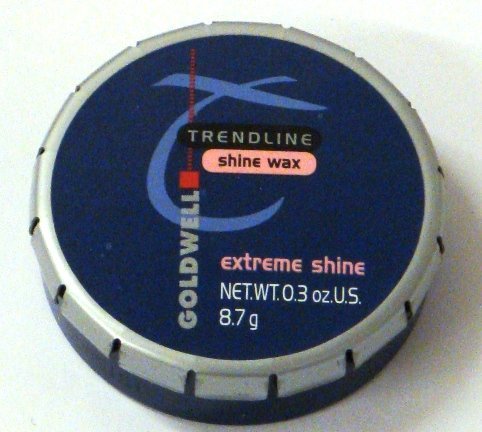 TRENDLINE
shine wax
GOLDWELL
extreme shine
NET.WT. 0.3 oz.U.S.
8.7 g